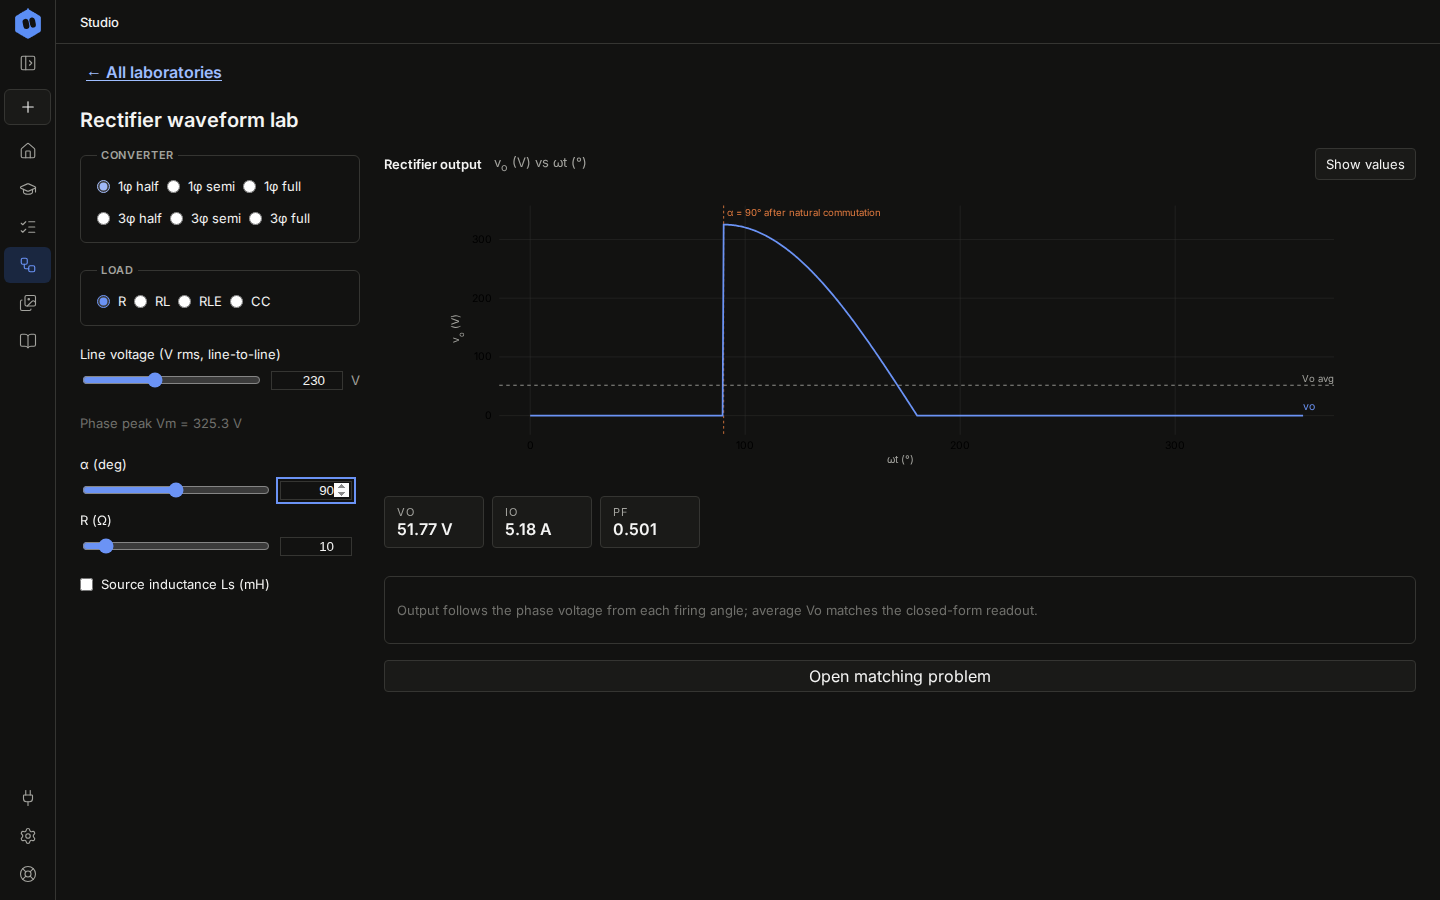 Studio
← All laboratories
Rectifier waveform lab
CONVERTER
1φ half 1φ semi 1φ full
3φ half 3φ semi 3φ full
LOAD
R RL RLE CC
Line voltage (V rms, line-to-line)
230 V
Phase peak Vm = 325.3 V
α (deg)
90
R (Ω)
10
Source inductance Ls (mH)
Rectifier output vo (V) vs ωt (°)
Show values
α = 90° after natural commutation
300
200
100
0
vo (V)
Vo avg
vo
0 100 200 300
ωt (°)
VO
51.77 V
IO
5.18 A
PF
0.501
Output follows the phase voltage from each firing angle; average Vo matches the closed-form readout.
Open matching problem